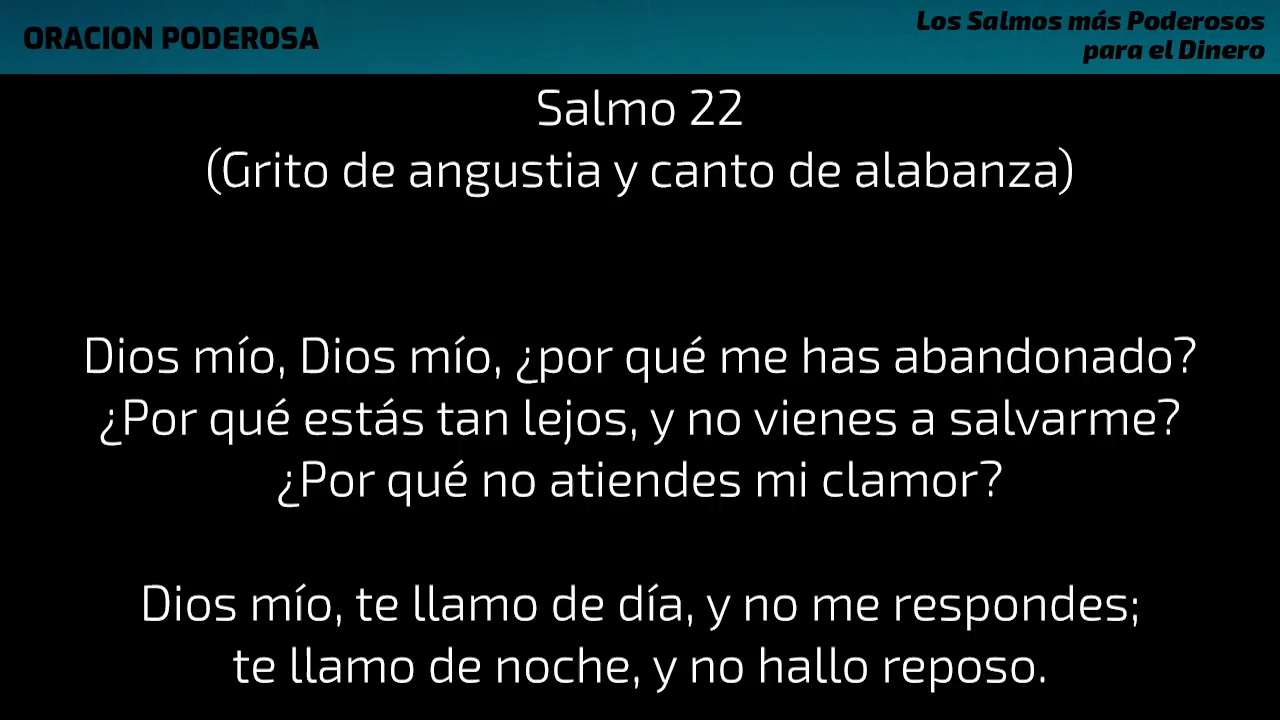 ORACION PODEROSA
Los Salmos más Poderosos
para el Dinero
Salmo 22
(Grito de angustia y canto de alabanza)
Dios mío, Dios mío, ¿por qué me has abandonado?
¿Por qué estás tan lejos, y no vienes a salvarme?
¿Por qué no atiendes mi clamor?
Dios mío, te llamo de día, y no me respondes;
te llamo de noche, y no hallo reposo.